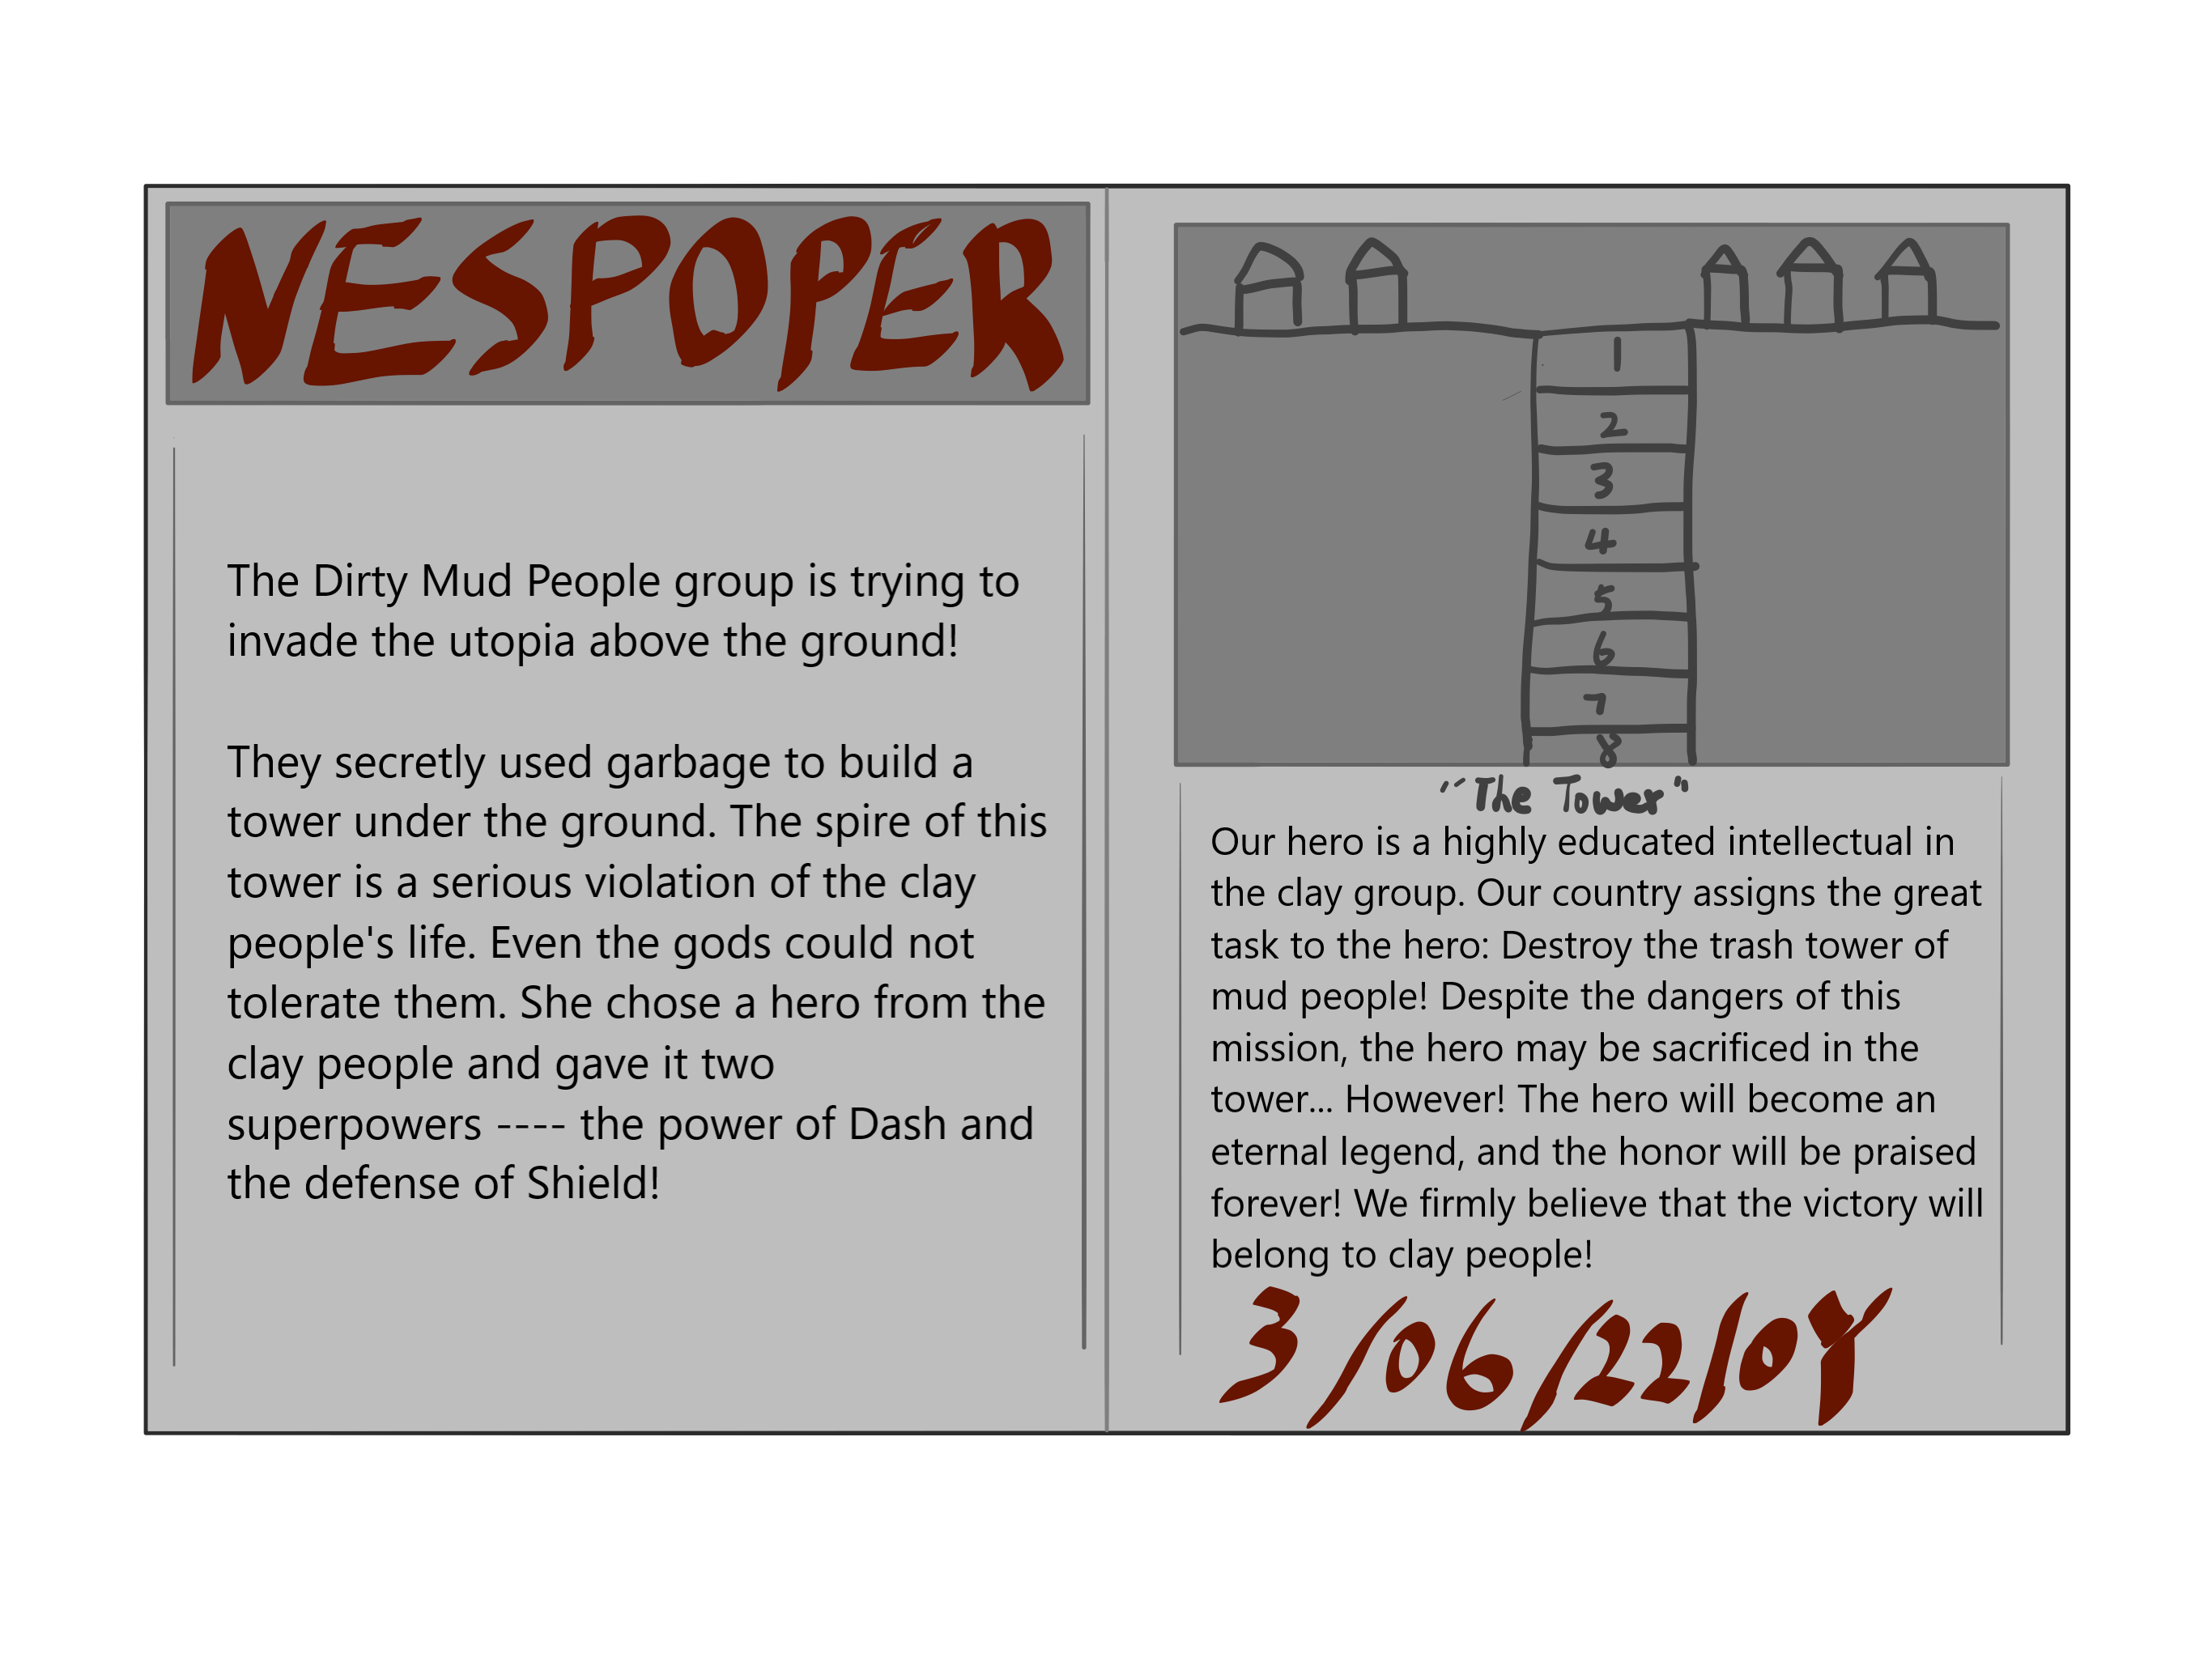 NESPOPER
The Dirty Mud People group is trying to
invade the utopia above the ground!
They secretly used garbage to build a
tower under the ground. The spire of this
tower is a serious violation of the clay
people's life. Even the gods could not
tolerate them. She chose a hero from the
clay people and gave it two
superpowers ---- the power of Dash and
the defense of Shield!
1
2
3
4
5
6
7
8
"The Tower"
Our hero is a highly educated intellectual in
the clay group. Our country assigns the great
task to the hero: Destroy the trash tower of
mud people! Despite the dangers of this
mission, the hero may be sacrificed in the
tower... However! The hero will become an
eternal legend, and the honor will be praised
forever! We firmly believe that the victory will
belong to clay people!
3/06/22/0